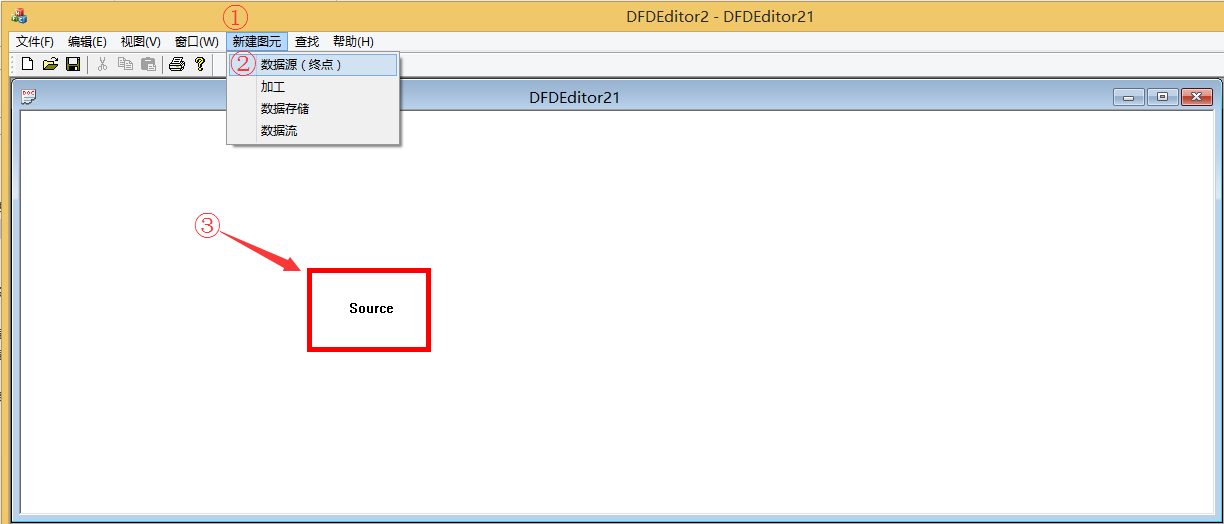 ①
DFDEditor2 - DFDEditor21
文件(F) 编辑(E) 视图(V) 窗口(W) 新建图元 查找 帮助(H)
② 数据源（终点）
加工
数据存储
数据流
DOC
DFDEditor21
③
Source